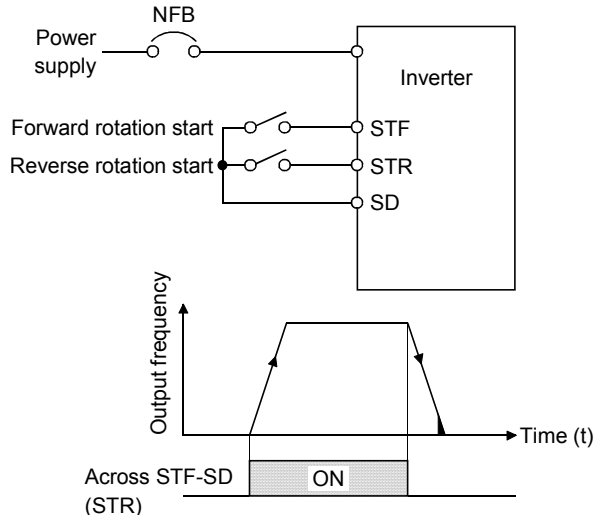 NFB
Power
supply
Inverter
Forward rotation start
STF
Reverse rotation start
STR
SD
Output frequency
Time (t)
Across STF-SD
(STR)
ON